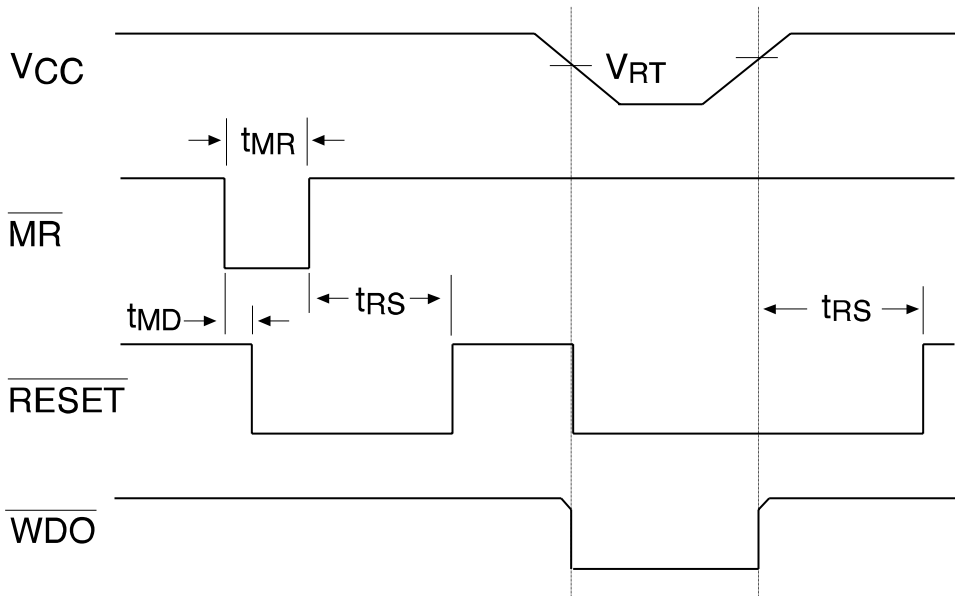 VCC
VRT
tMR
MR
tMD
tRS
tRS
RESET
WDO